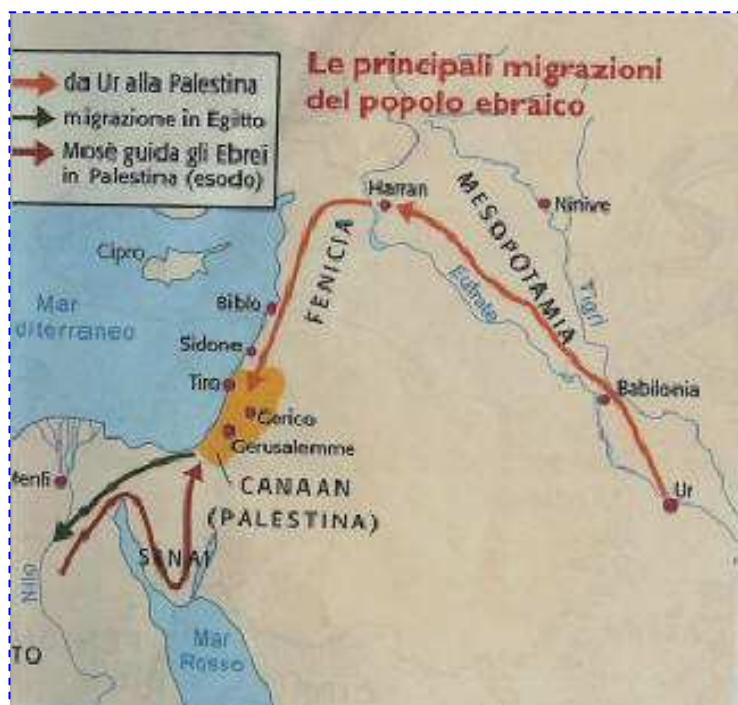 da Ur alla Palestina
migrazione in Egitto
Mosè guida gli Ebrei
in Palestina (esodo)
Le principali migrazioni
del popolo ebraico
Harran
MESOPOTAMIA
Ninive
Cipro
FENICIA
Eufrate
Tigri
Mar
diterraneo
Biblo
Sidone
Tiro
Babilonia
Gerico
Gerusalemme
Menfi
CANAAN
(PALESTINA)
Ur
SINAI
Nilo
Mar
Rosso
TO